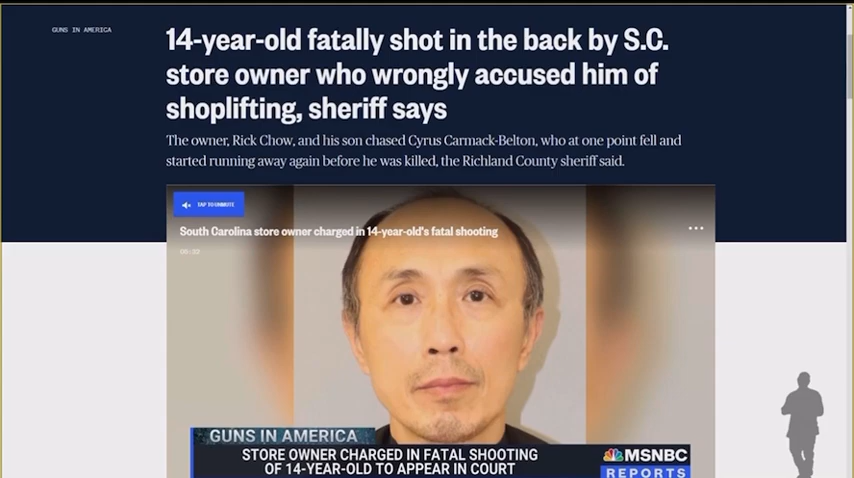 GUNS IN AMERICA
14-year-old fatally shot in the back by S.C.
store owner who wrongly accused him of
shoplifting, sheriff says
The owner, Rick Chow, and his son chased Cyrus Carmack-Belton, who at one point fell and
started running away again before he was killed, the Richland County sheriff said.
TAP TO UNMUTE
South Carolina store owner charged in 14-year-old's fatal shooting
GUNS IN AMERICA
STORE OWNER CHARGED IN FATAL SHOOTING
OF 14-YEAR-OLD TO APPEAR IN COURT
MSNBC
REPORTS